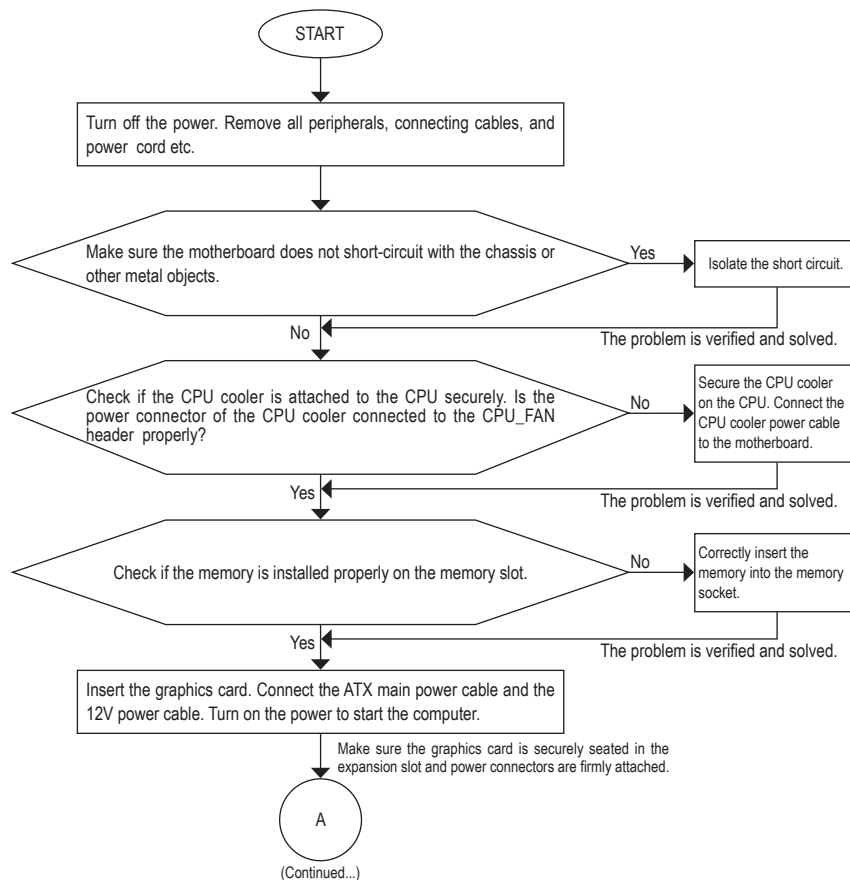 START
Turn off the power. Remove all peripherals, connecting cables, and
power cord etc.
Make sure the motherboard does not short-circuit with the chassis or
other metal objects.
Yes
Isolate the short circuit.
No
The problem is verified and solved.
Check if the CPU cooler is attached to the CPU securely. Is the
power connector of the CPU cooler connected to the CPU_FAN
header properly?
No
Secure the CPU cooler
on the CPU. Connect the
CPU cooler power cable
to the motherboard.
Yes
The problem is verified and solved.
Check if the memory is installed properly on the memory slot.
No
Correctly insert the
memory into the memory
socket.
Yes
The problem is verified and solved.
Insert the graphics card. Connect the ATX main power cable and the
12V power cable. Turn on the power to start the computer.
Make sure the graphics card is securely seated in the
expansion slot and power connectors are firmly attached.
A
(Continued...)